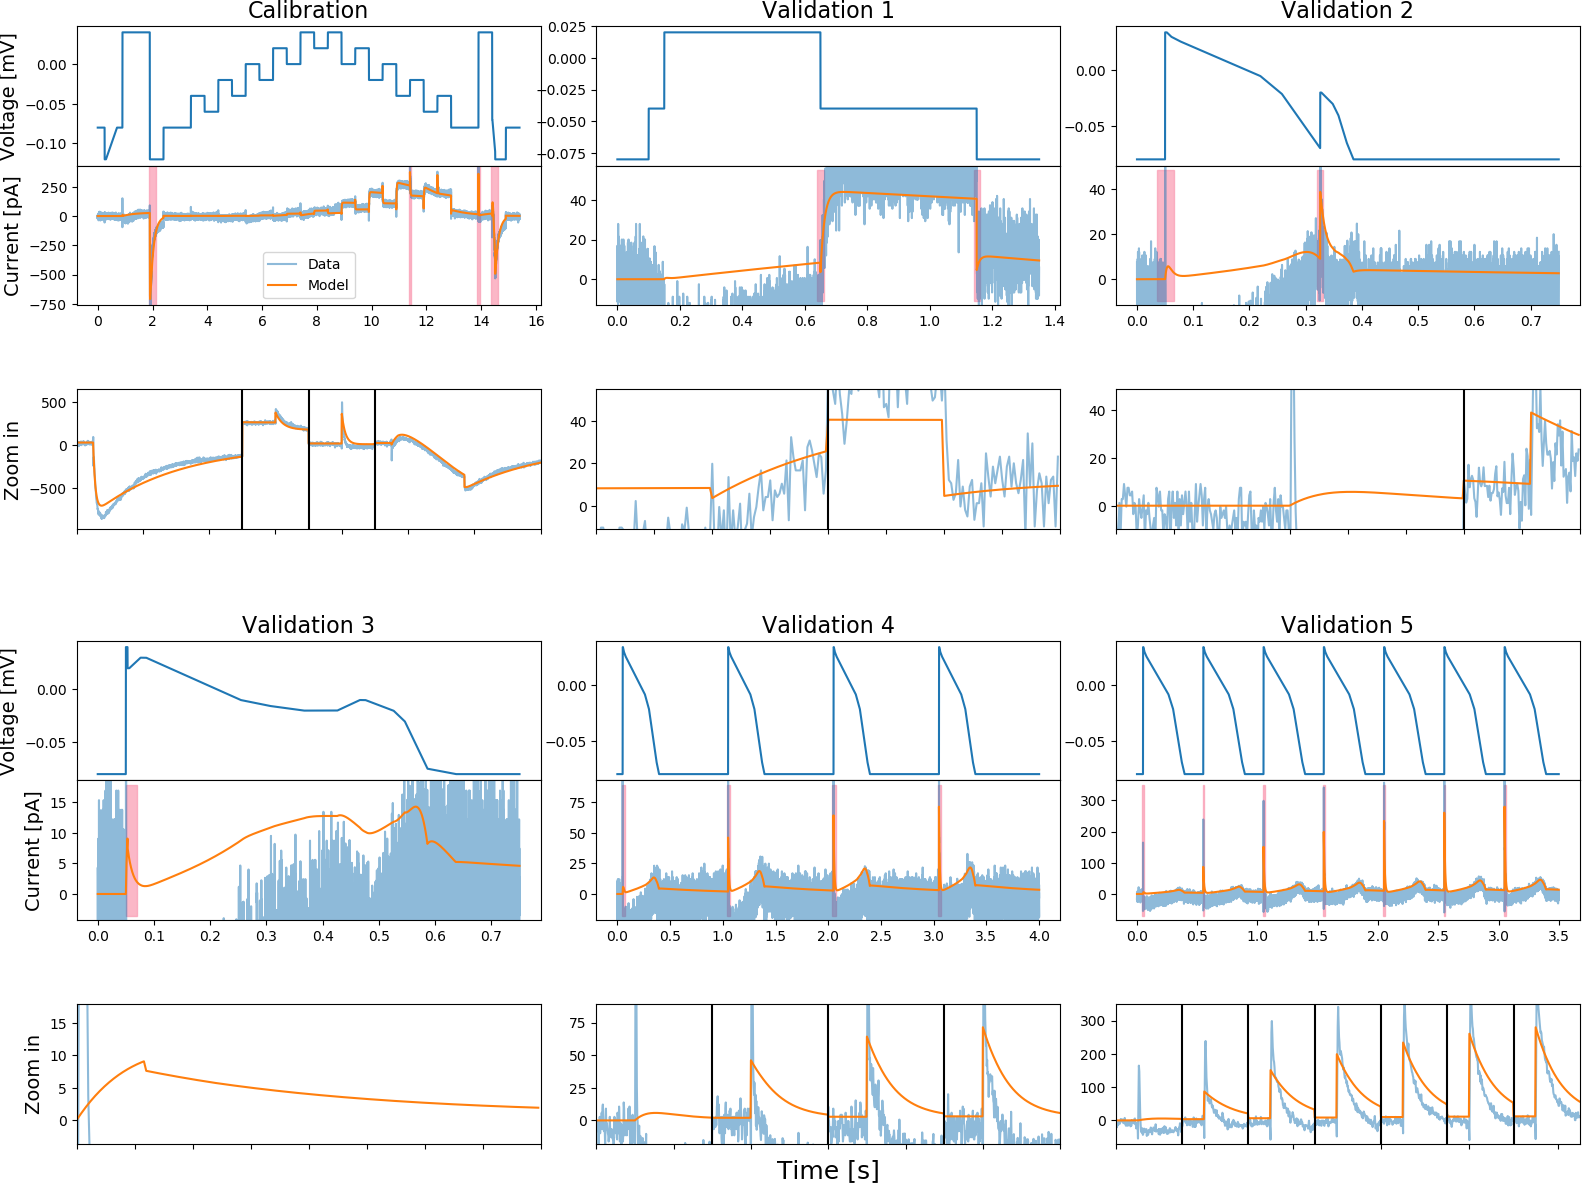 Calibration
Validation 1
Validation 2
Voltage [mV]
0.00
−0.05
−0.10
0.025
0.000
−0.025
−0.050
−0.075
0.00
−0.05
Current [pA]
250
0
−250
−500
−750
Data
Model
0 2 4 6 8 10 12 14 16
40
20
0
0.0 0.2 0.4 0.6 0.8 1.0 1.2 1.4
40
20
0
0.0 0.1 0.2 0.3 0.4 0.5 0.6 0.7
Zoom in
500
0
−500
40
20
0
40
20
0
Validation 3
Validation 4
Validation 5
Voltage [mV]
0.00
−0.05
0.00
−0.05
0.00
−0.05
Current [pA]
15
10
5
0
0.0 0.1 0.2 0.3 0.4 0.5 0.6 0.7
75
50
25
0
0.0 0.5 1.0 1.5 2.0 2.5 3.0 3.5 4.0
300
200
100
0
0.0 0.5 1.0 1.5 2.0 2.5 3.0 3.5
Zoom in
15
10
5
0
75
50
25
0
300
200
100
0
Time [s]